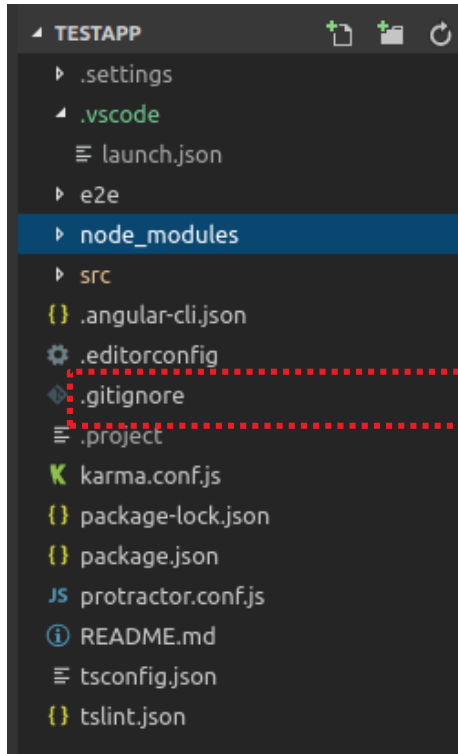 TESTAPP
.settings
.vscode
launch.json
e2e
node_modules
src
{} .angular-cli.json
.editorconfig
.gitignore
.project
karma.conf.js
{} package-lock.json
{} package.json
JS protractor.conf.js
README.md
tsconfig.json
{} tslint.json